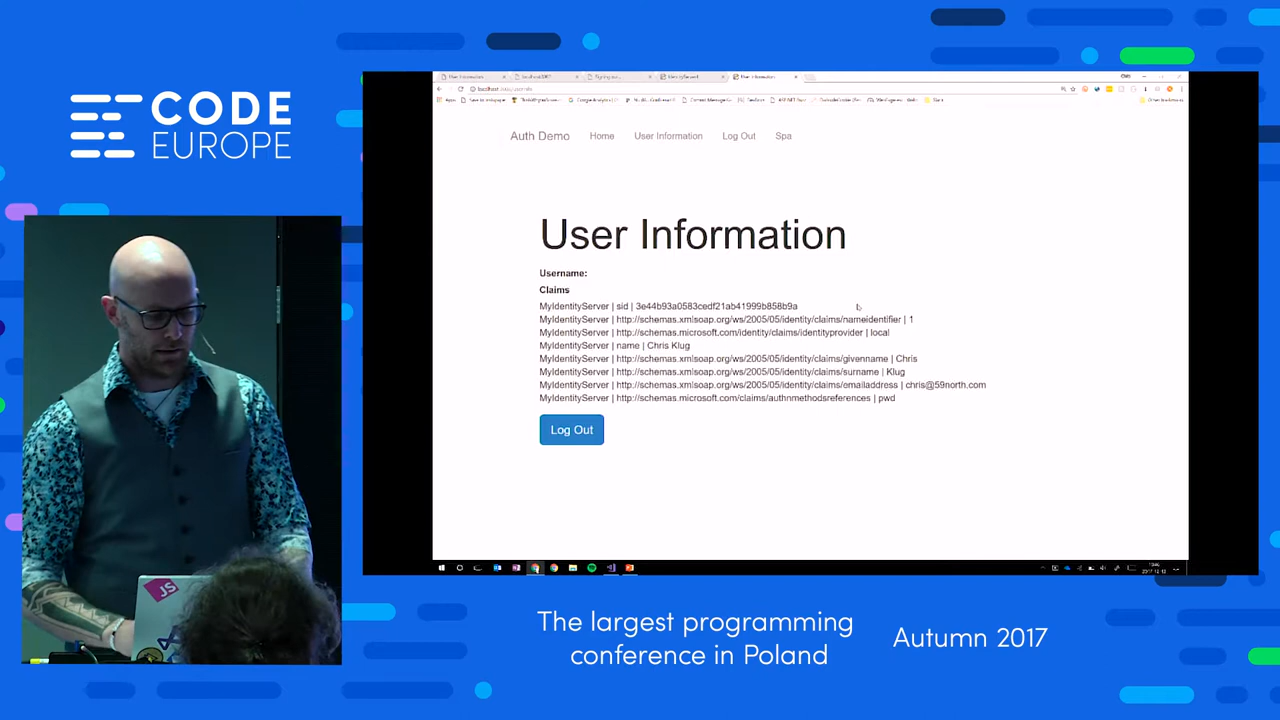 CODE
EUROPE
User Information
Auth Demo
Home
User Information
Log Out
Spa
User Information
Username:
Claims
MyIdentityServer | sid | 3e44b93a0583cedf21ab41999b858b9a
MyIdentityServer | http://schemas.xmlsoap.org/ws/2005/05/identity/claims/nameidentifier | 1
MyIdentityServer | http://schemas.microsoft.com/identity/claims/identityprovider | local
MyIdentityServer | name | Chris Klug
MyIdentityServer | http://schemas.xmlsoap.org/ws/2005/05/identity/claims/givenname | Chris
MyIdentityServer | http://schemas.xmlsoap.org/ws/2005/05/identity/claims/surname | Klug
MyIdentityServer | http://schemas.xmlsoap.org/ws/2005/05/identity/claims/emailaddress | chris@59north.com
MyIdentityServer | http://schemas.microsoft.com/claims/authnmethodsreferences | pwd
Log Out
JS
The largest programming
conference in Poland
Autumn 2017